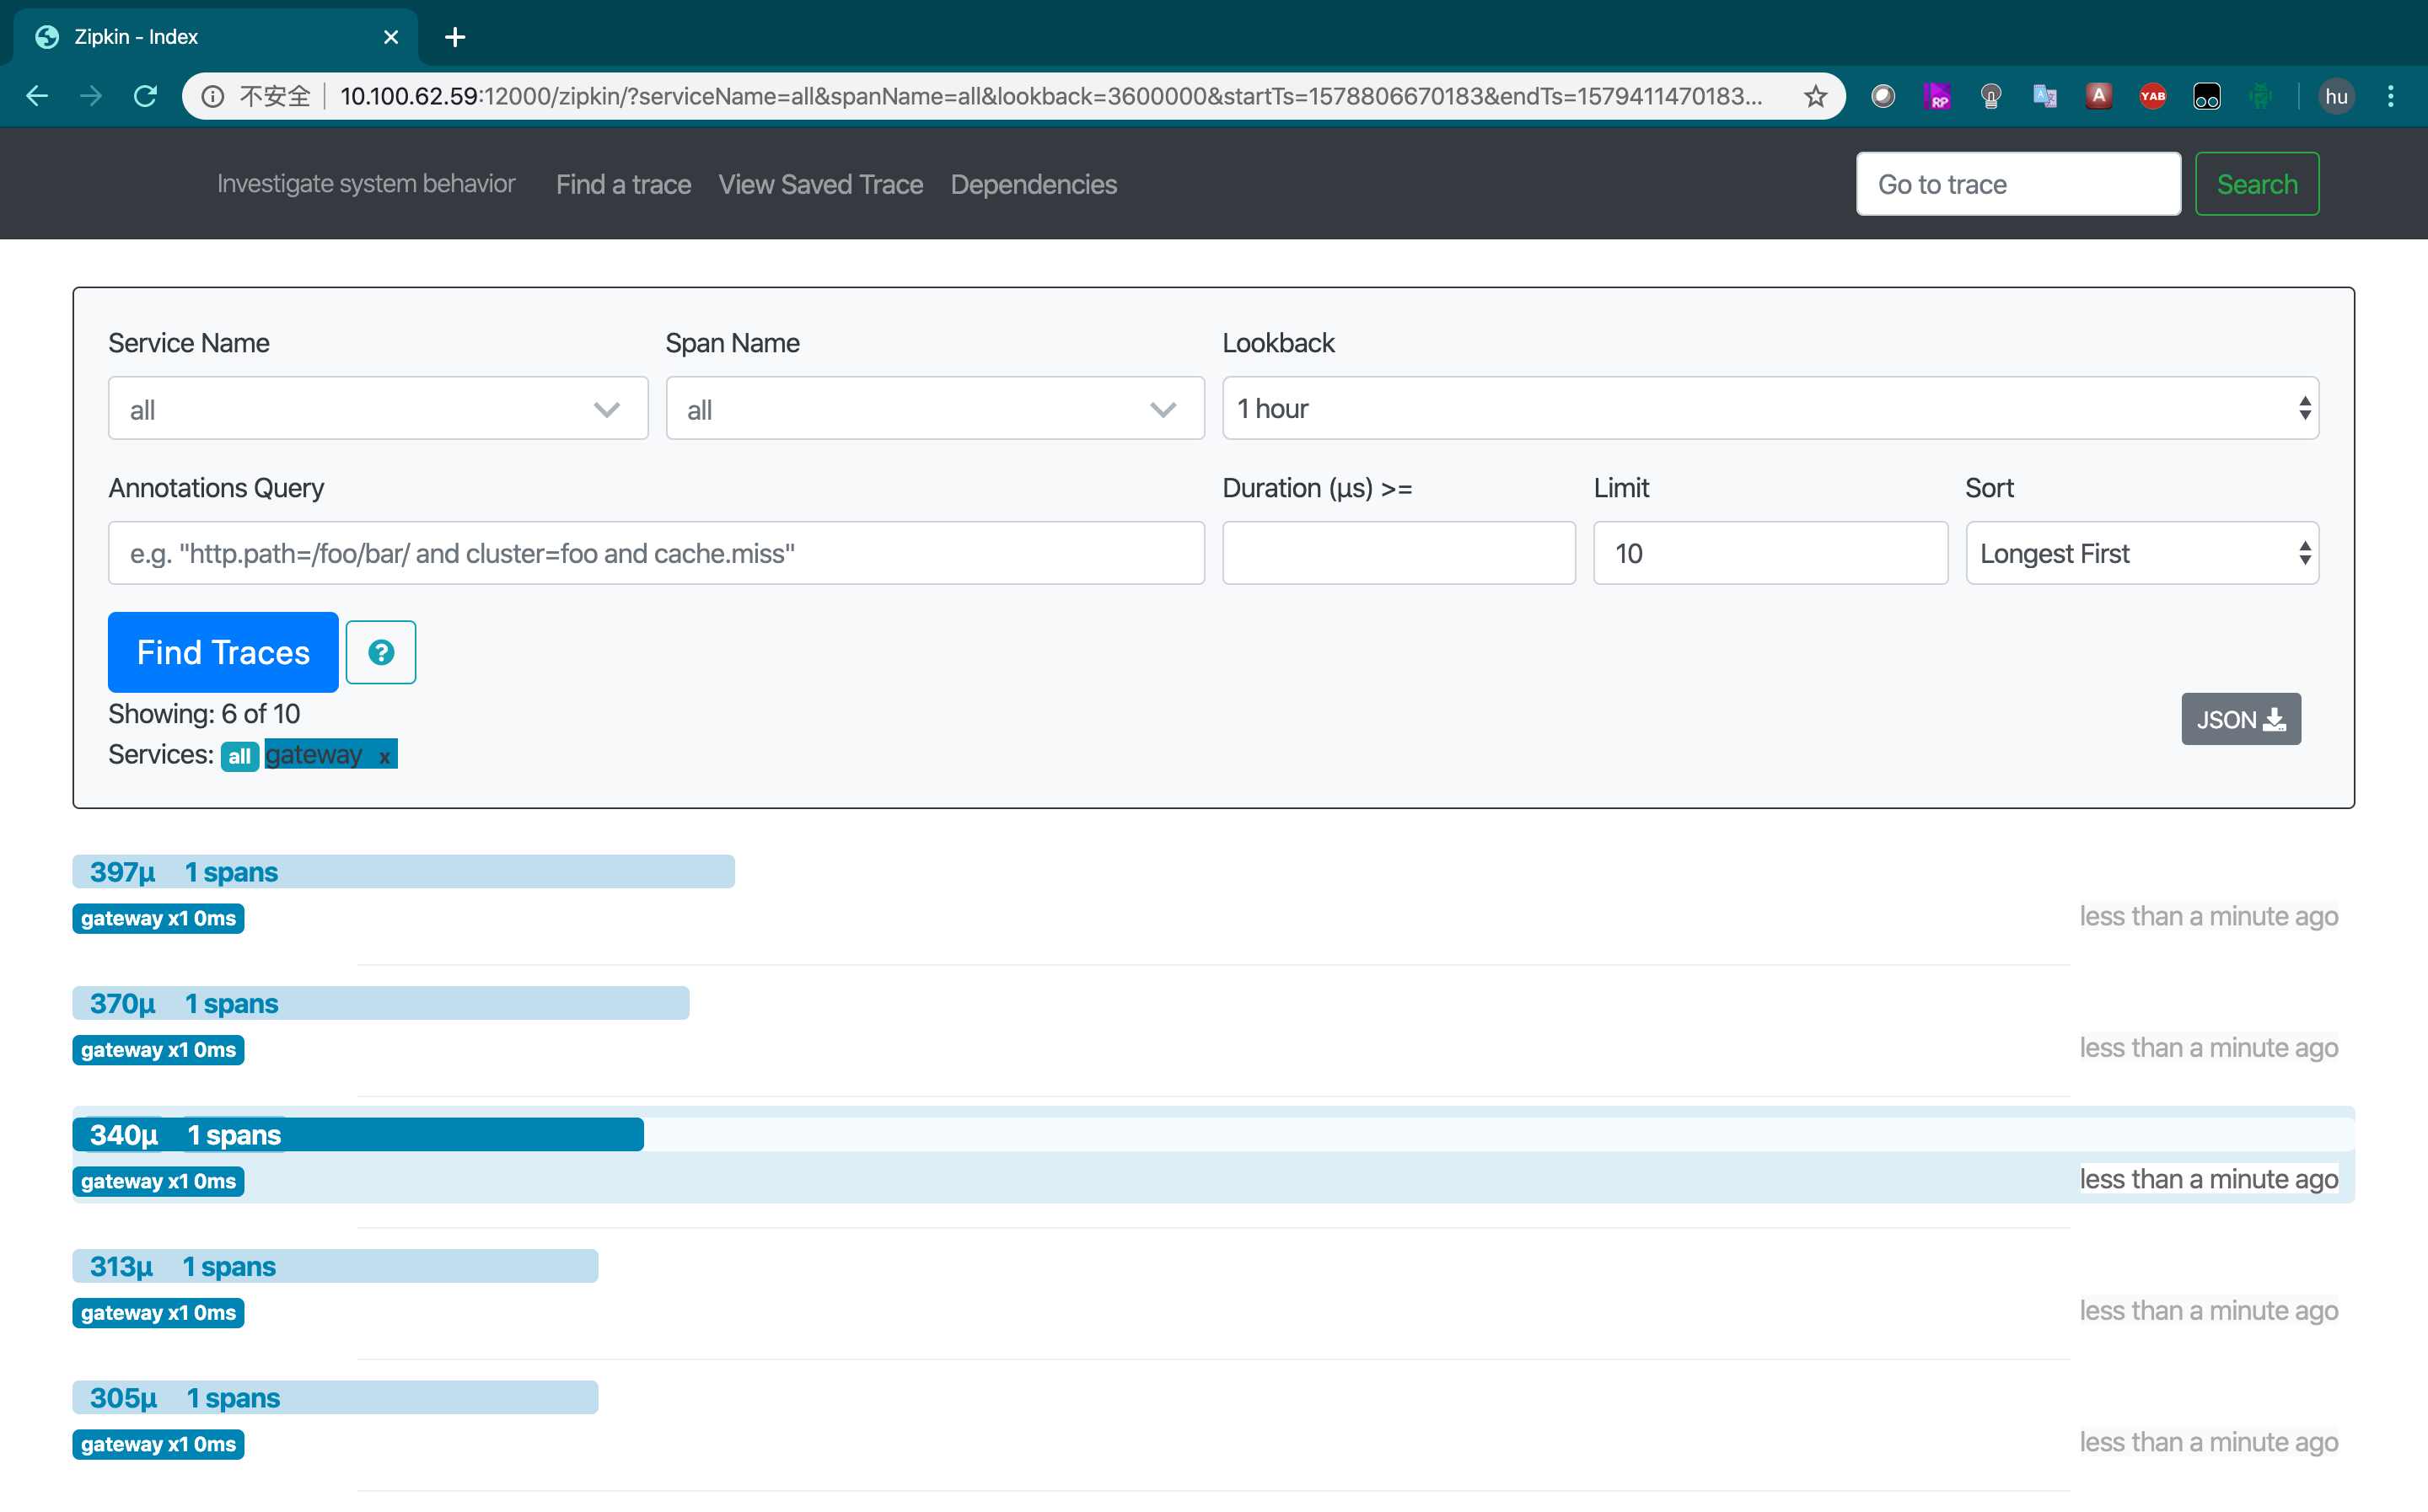 Zipkin - Index
不安全 10.100.62.59:12000/zipkin/?serviceName=all&spanName=all&lookback=3600000&startTs=1578806670183&endTs=1579411470183...
RP
A
YAB
hu
Investigate system behavior Find a trace View Saved Trace Dependencies Go to trace Search
Service Name Span Name Lookback
all all 1 hour
Annotations Query Duration (μs) >= Limit Sort
e.g. "http.path=/foo/bar/ and cluster=foo and cache.miss" 10 Longest First
Find Traces ?
Showing: 6 of 10
JSON
Services: all gateway x
397μ 1 spans
gateway x1 0ms less than a minute ago
370μ 1 spans
gateway x1 0ms less than a minute ago
340μ 1 spans
gateway x1 0ms less than a minute ago
313μ 1 spans
gateway x1 0ms less than a minute ago
305μ 1 spans
gateway x1 0ms less than a minute ago